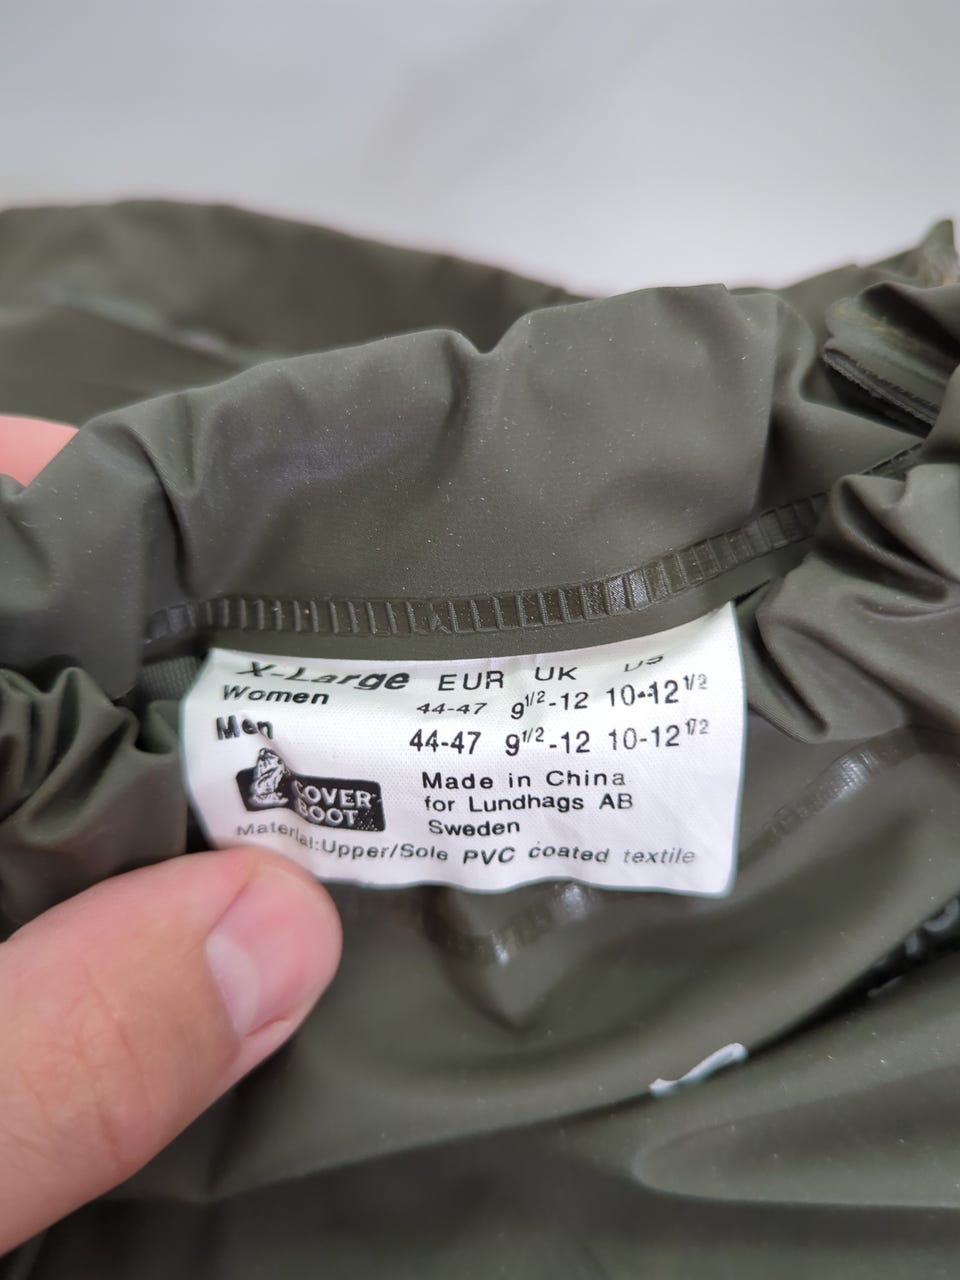 X-Large EUR UK US
Women 44-47 9 1/2-12 10-12 1/2
Men 44-47 9 1/2-12 10-12 1/2
COVER
BOOT
Made in China
for Lundhags AB
Sweden
Material:Upper/Sole PVC coated textile